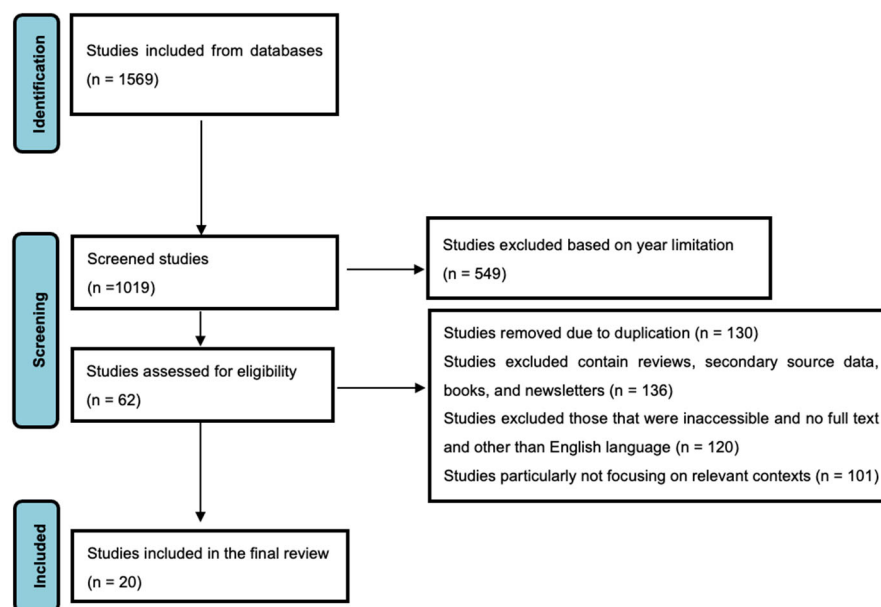 Identification
Studies included from databases
(n = 1569)
Screening
Screened studies
(n =1019)
Studies excluded based on year limitation
(n = 549)
Studies assessed for eligibility
(n = 62)
Studies removed due to duplication (n = 130)
Studies excluded contain reviews, secondary source data,
books, and newsletters (n = 136)
Studies excluded those that were inaccessible and no full text
and other than English language (n = 120)
Studies particularly not focusing on relevant contexts (n = 101)
Included
Studies included in the final review
(n = 20)